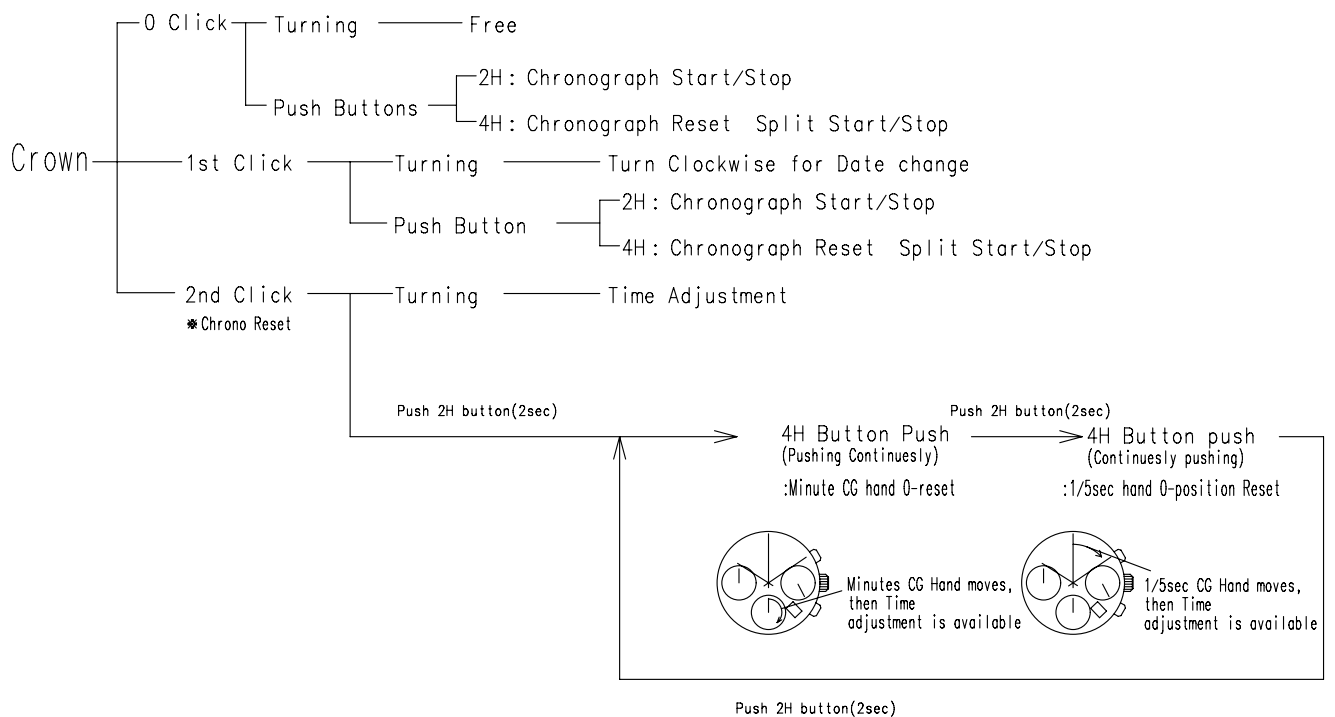 0 Click Turning Free
2H: Chronograph Start/Stop
Push Buttons
4H: Chronograph Reset Split Start/Stop
Crown 1st Click Turning Turn Clockwise for Date change
2H: Chronograph Start/Stop
Push Button
4H: Chronograph Reset Split Start/Stop
2nd Click Turning Time Adjustment
※Chrono Reset
Push 2H button(2sec) Push 2H button(2sec)
4H Button Push
(Pushing Continuesly)
:Minute CG hand 0-reset
4H Button push
(Continuesly pushing)
:1/5sec hand 0-position Reset
Minutes CG Hand moves,
then Time
adjustment is available
1/5sec CG Hand moves,
then Time
adjustment is available
Push 2H button(2sec)